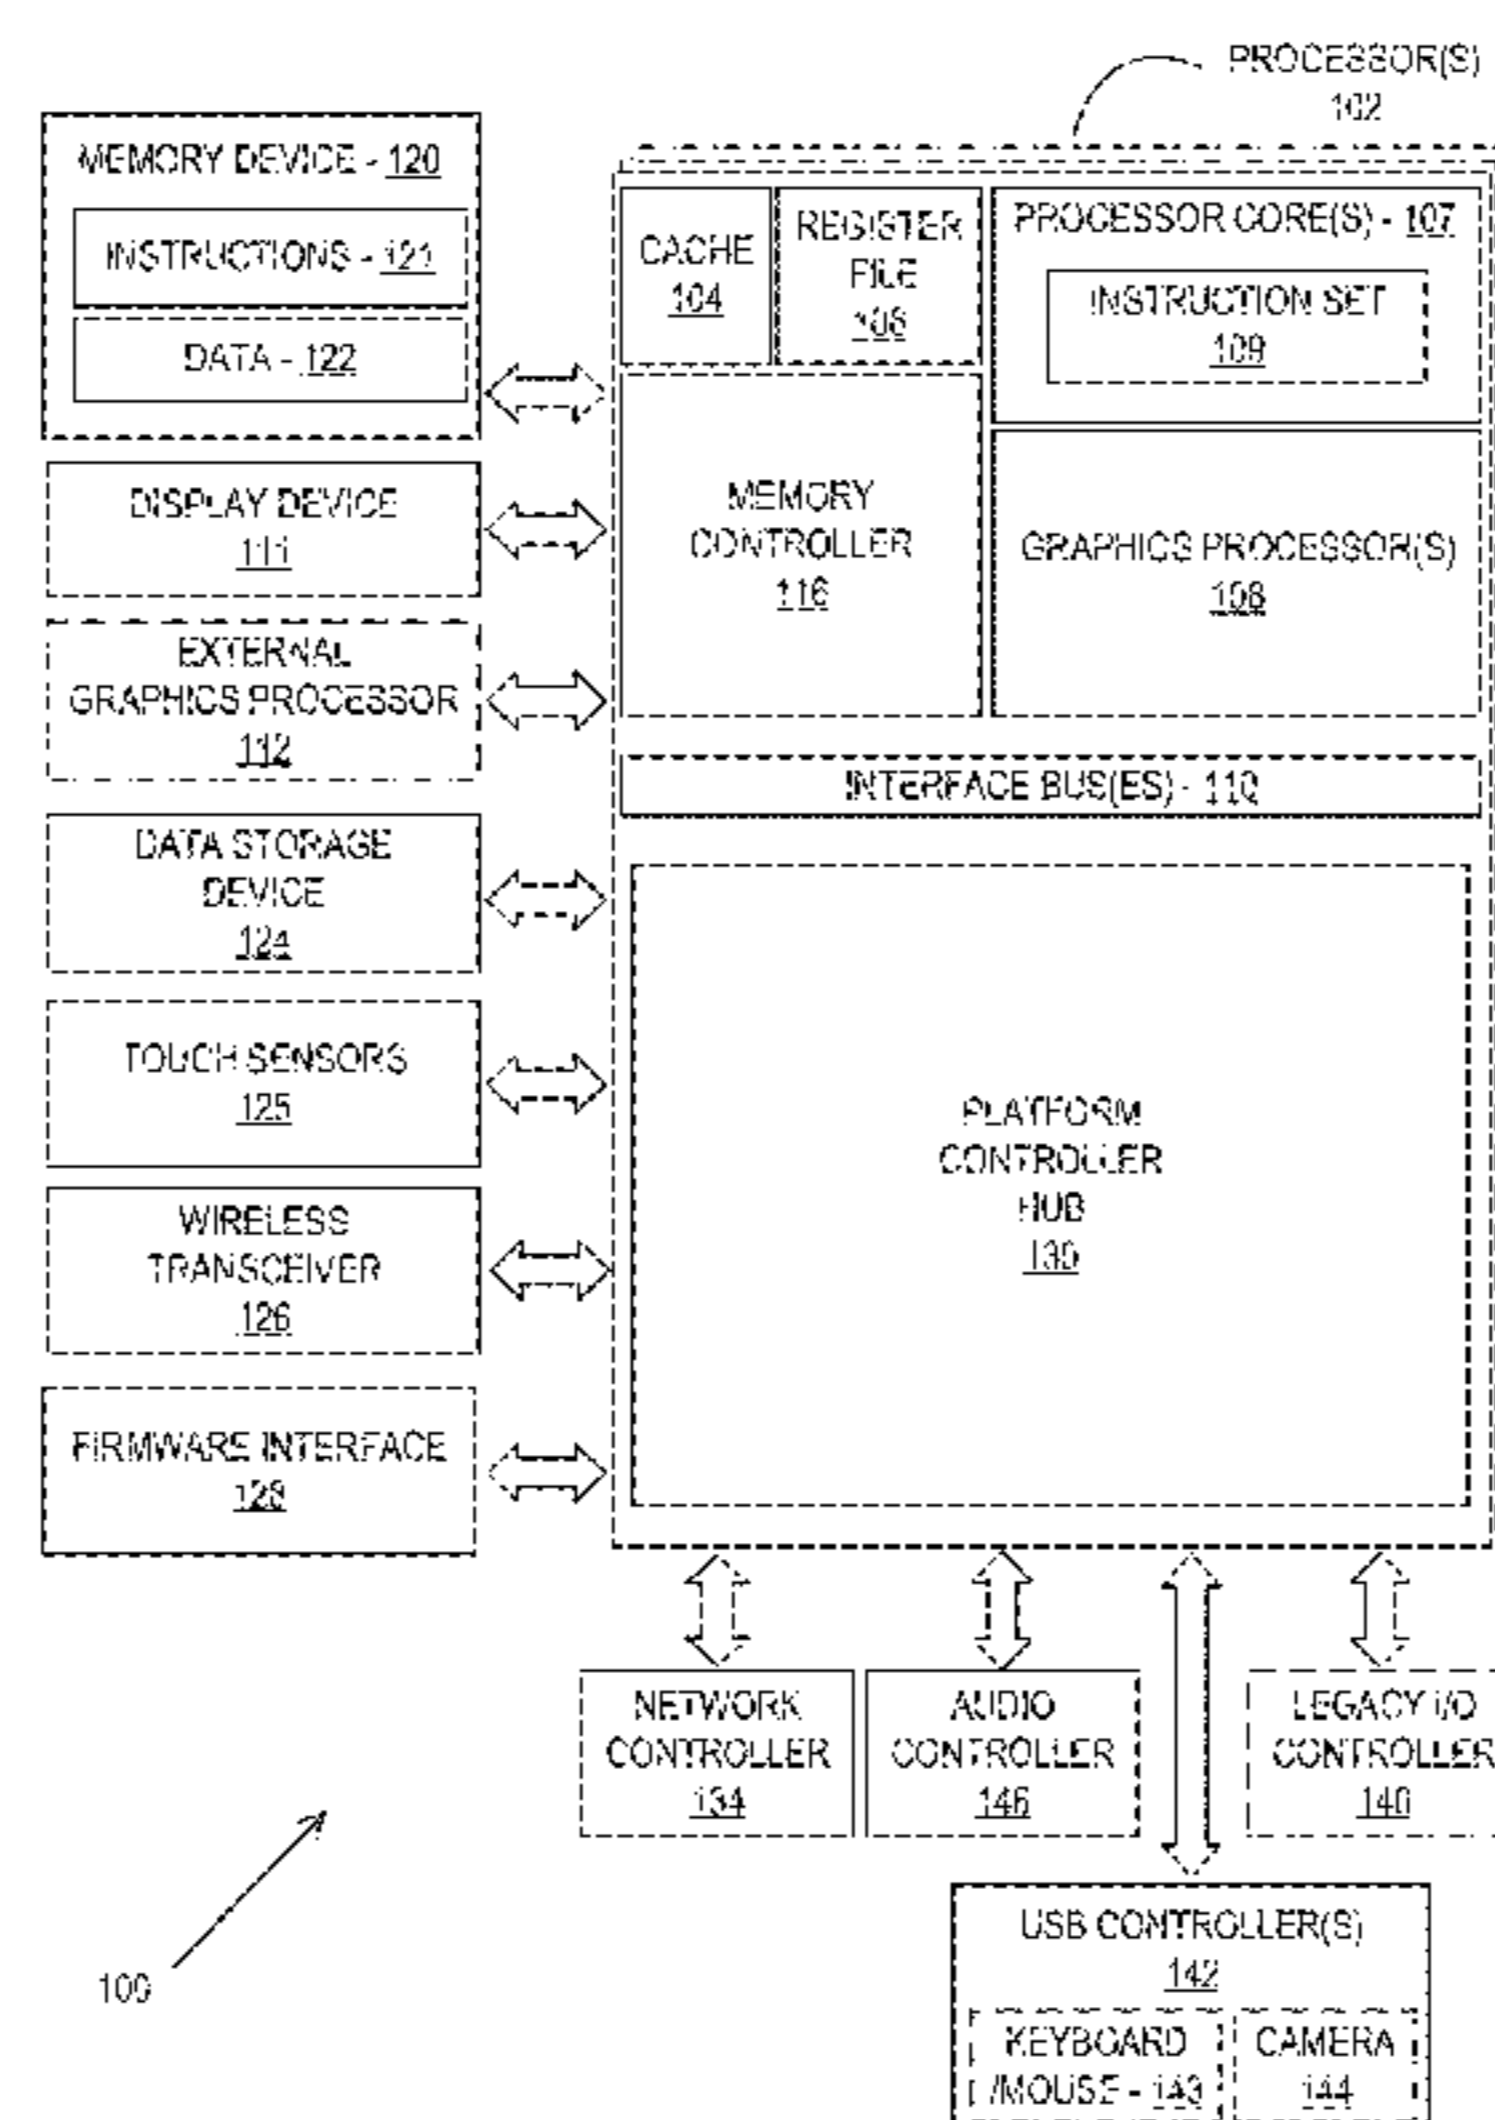 PROCESSOR(S)
102
MEMORY DEVICE - 120
INSTRUCTIONS - 121
DATA - 122
CACHE
104
REGISTER
FILE
106
PROCESSOR CORE(S) - 107
INSTRUCTION SET
109
MEMORY
CONTROLLER
116
GRAPHICS PROCESSOR(S)
108
DISPLAY DEVICE
111
EXTERNAL
GRAPHICS PROCESSOR
112
INTERFACE BUS(ES) - 110
DATA STORAGE
DEVICE
124
TOUCH SENSORS
125
WIRELESS
TRANSCEIVER
126
FIRMWARE INTERFACE
128
PLATFORM
CONTROLLER
HUB
130
NETWORK
CONTROLLER
134
AUDIO
CONTROLLER
146
LEGACY I/O
CONTROLLER
140
USB CONTROLLER(S)
142
KEYBOARD
/MOUSE - 143
CAMERA
144
100